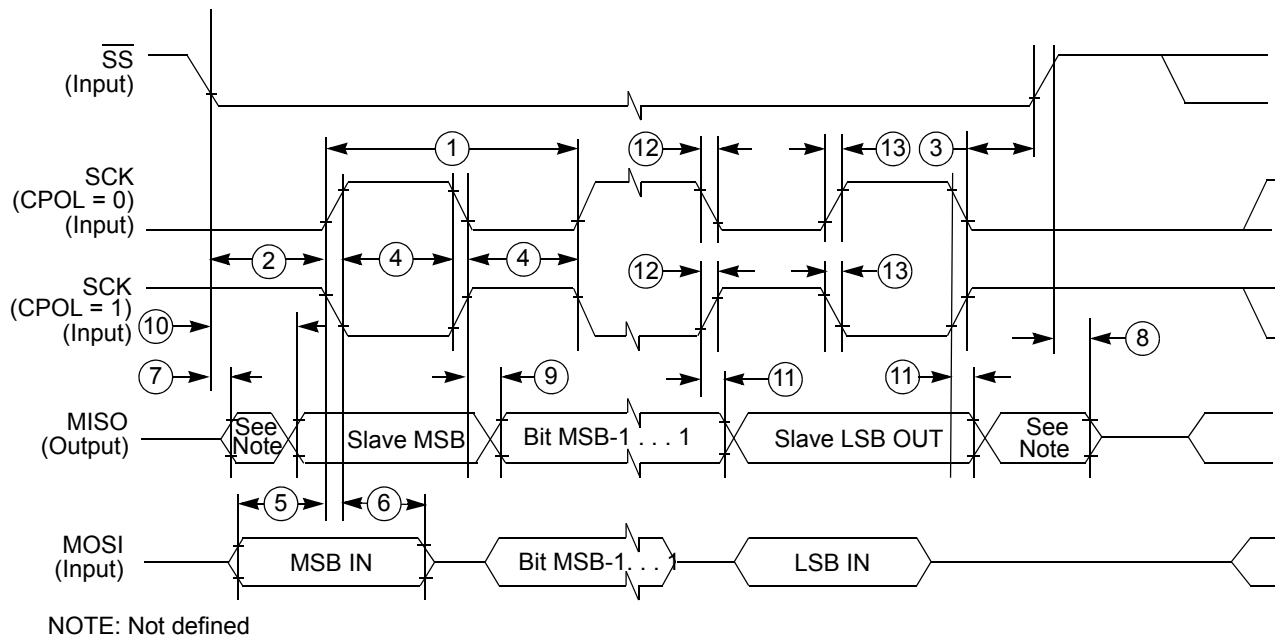 SS
(Input)
1
12
13
3
SCK
(CPOL = 0)
(Input)
2
4
4
12
13
SCK
(CPOL = 1)
(Input)
10
8
7
9
11
11
MISO
(Output)
See
Note
Slave MSB
Bit MSB-1 . . . 1
Slave LSB OUT
See
Note
5
6
MOSI
(Input)
MSB IN
Bit MSB-1. . . 1
LSB IN
NOTE: Not defined